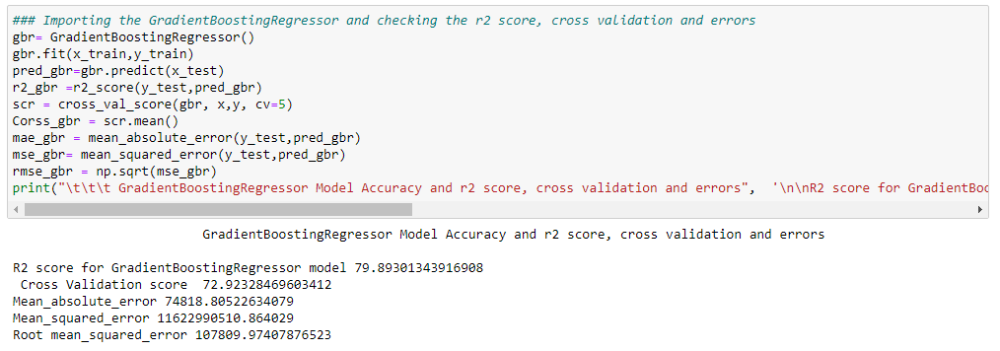 ### Importing the GradientBoostingRegressor and checking the r2 score, cross validation and errors
gbr= GradientBoostingRegressor()
gbr.fit(x_train,y_train)
pred_gbr=gbr.predict(x_test)
r2_gbr =r2_score(y_test,pred_gbr)
scr = cross_val_score(gbr, x,y, cv=5)
Corss_gbr = scr.mean()
mae_gbr = mean_absolute_error(y_test,pred_gbr)
mse_gbr= mean_squared_error(y_test,pred_gbr)
rmse_gbr = np.sqrt(mse_gbr)
print("\t\t\t GradientBoostingRegressor Model Accuracy and r2 score, cross validation and errors",  '\n\nR2 score for GradientBoo
GradientBoostingRegressor Model Accuracy and r2 score, cross validation and errors
R2 score for GradientBoostingRegressor model 79.89301343916908
Cross Validation score  72.92328469603412
Mean_absolute_error 74818.80522634079
Mean_squared_error 11622990510.864029
Root mean_squared_error 107809.97407876523